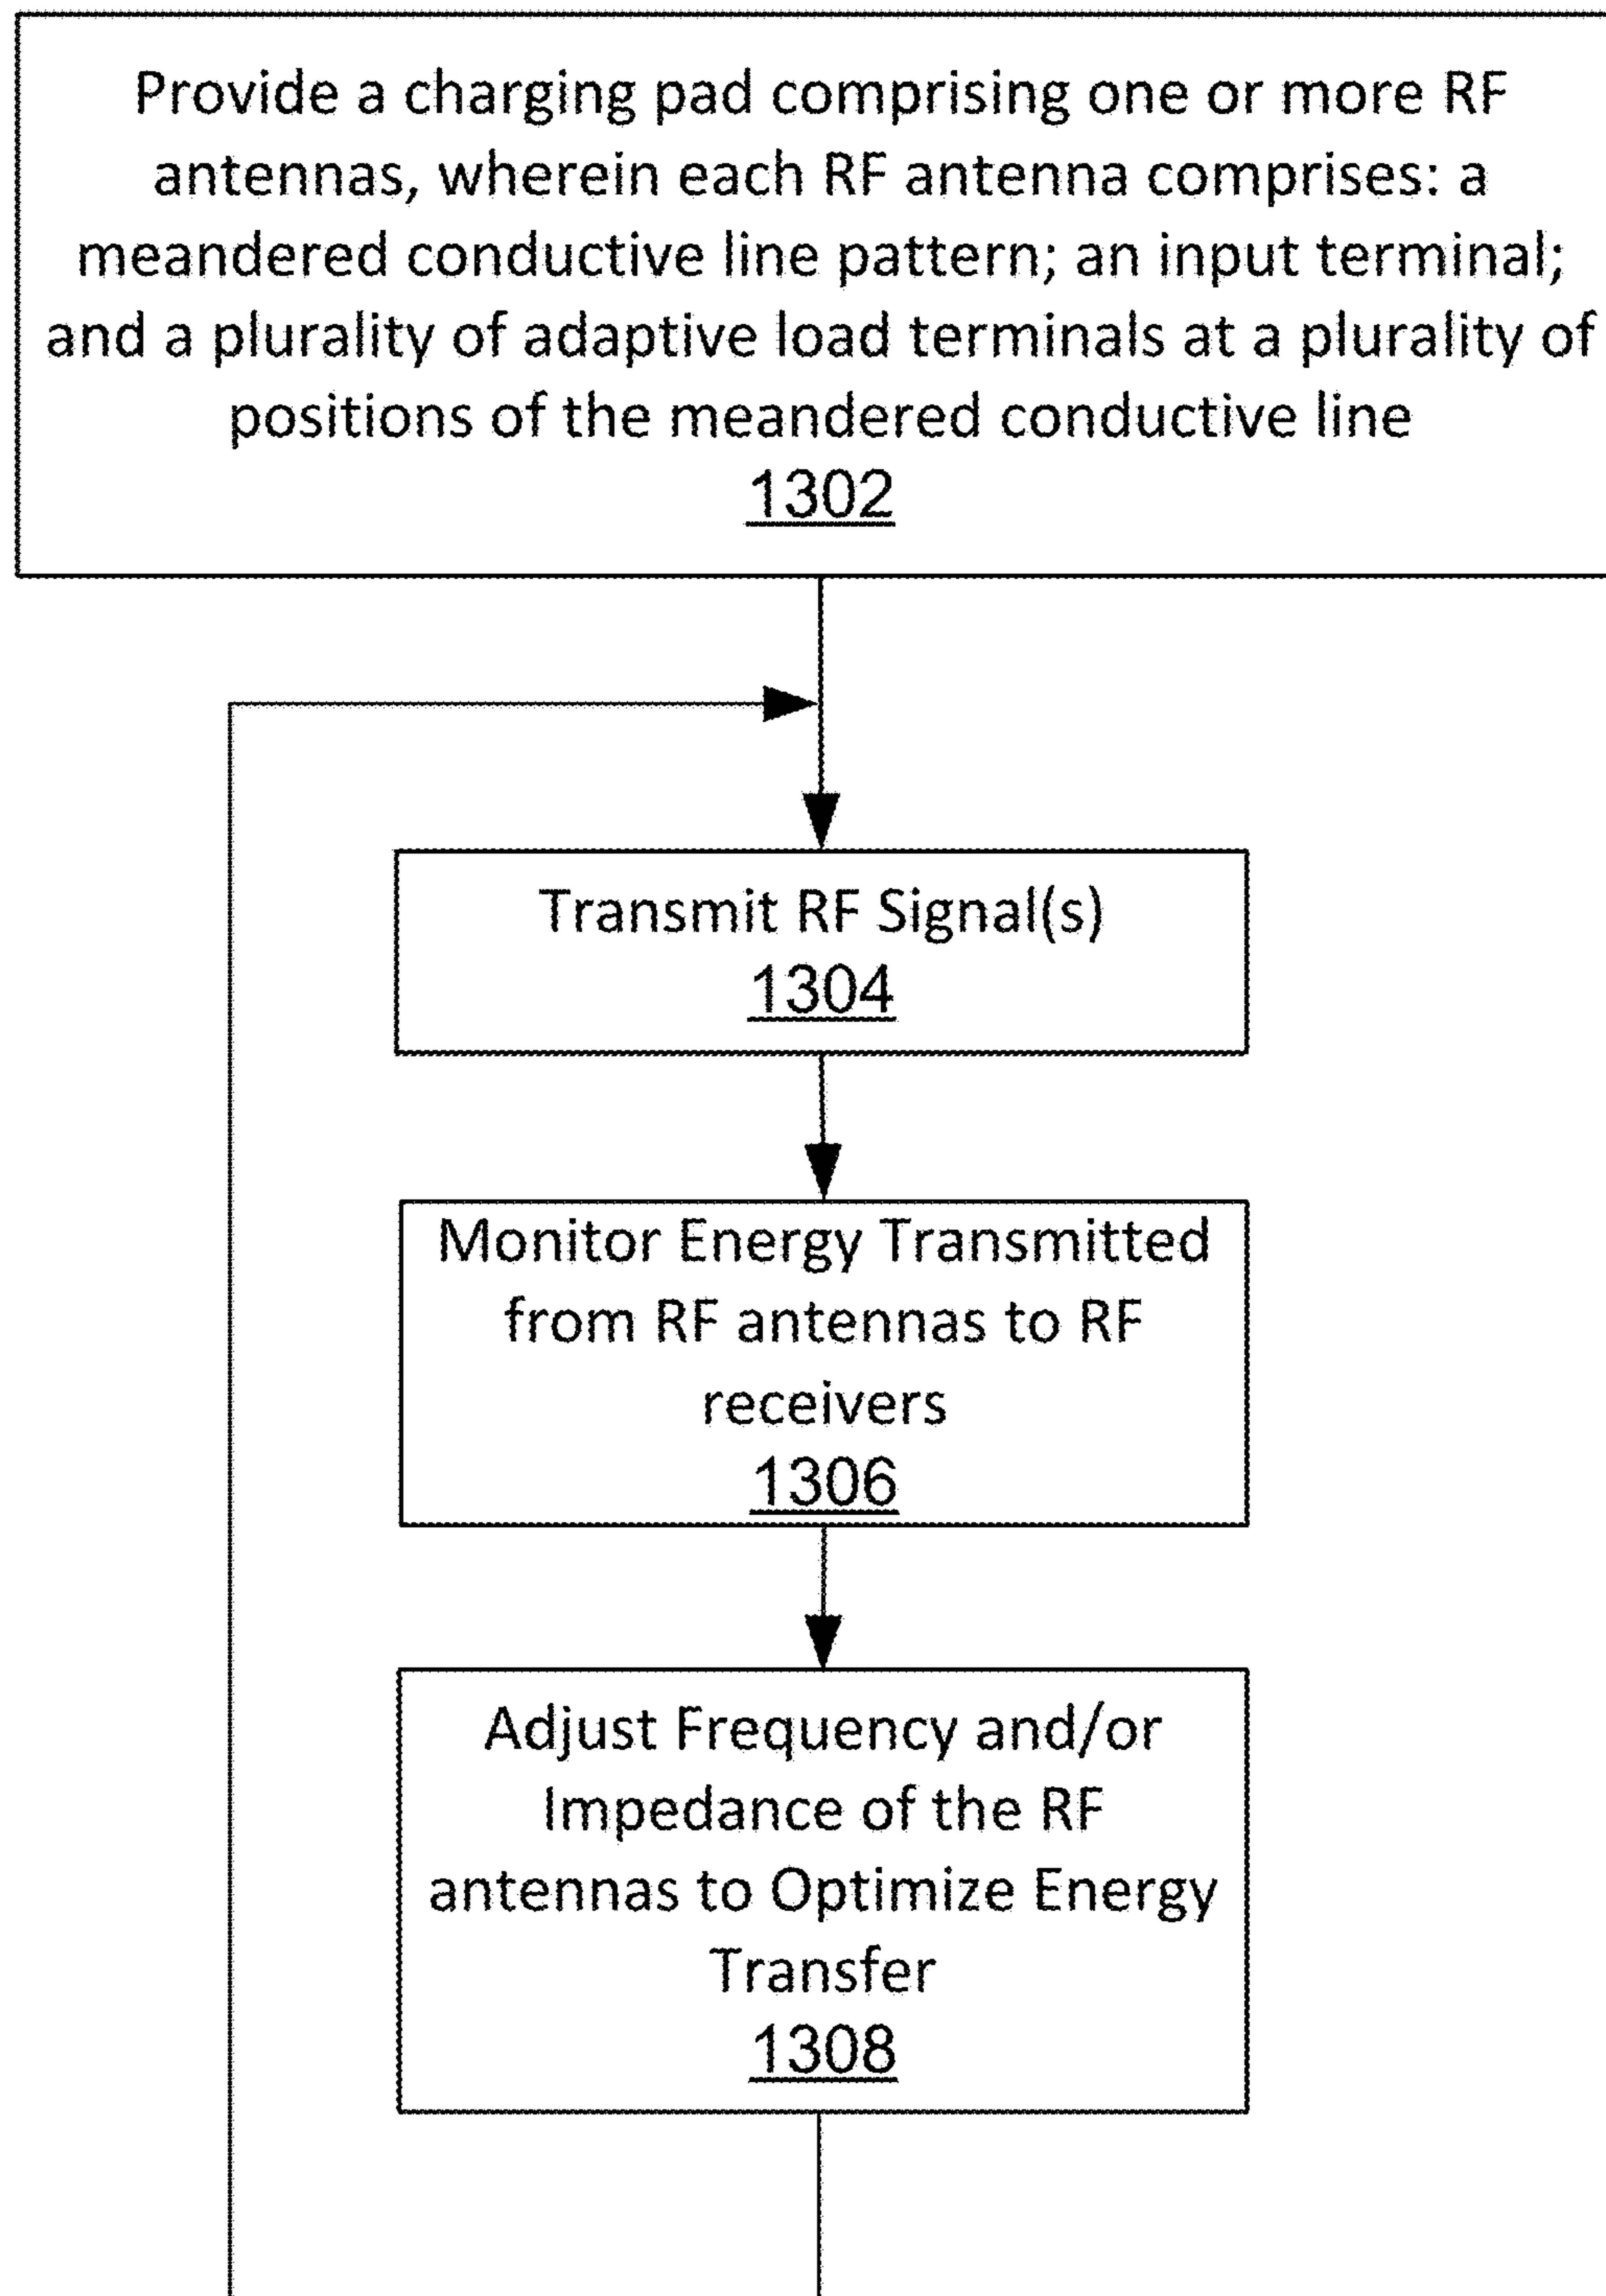 Provide a charging pad comprising one or more RF
antennas, wherein each RF antenna comprises: a
meandered conductive line pattern; an input terminal;
and a plurality of adaptive load terminals at a plurality of
positions of the meandered conductive line
1302
Transmit RF Signal(s)
1304
Monitor Energy Transmitted
from RF antennas to RF
receivers
1306
Adjust Frequency and/or
Impedance of the RF
antennas to Optimize Energy
Transfer
1308